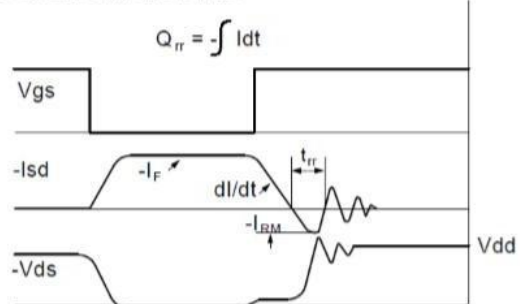 Qrr = -∫ Idt
Vgs
trr
-Isd
-IF
dI/dt
-IRM
Vdd
-Vds